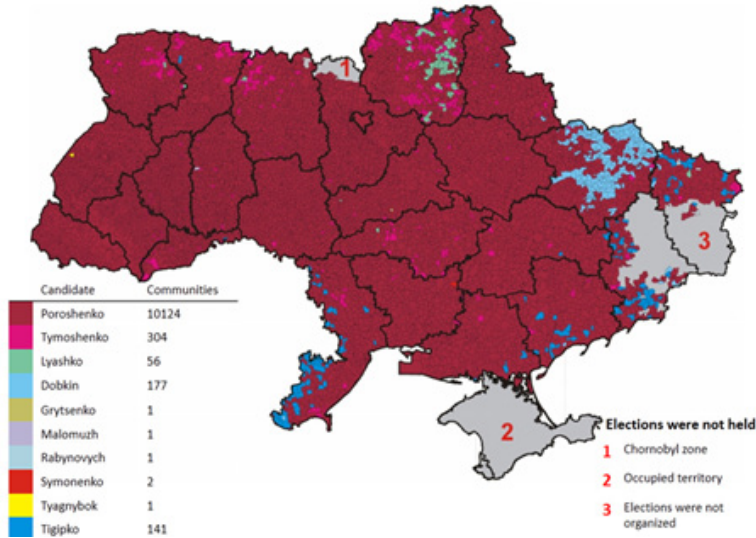 1
3
Candidate Communities
Poroshenko 10124
Tymoshenko 304
Lyashko 56
Dobkin 177
Grytsenko 1
Malomuzh 1
Rabynovych 1
Symonenko 2
Tyagnybok 1
Tigipko 141
2
Elections were not held
1 Chornobyl zone
2 Occupied territory
3 Elections were not
organized